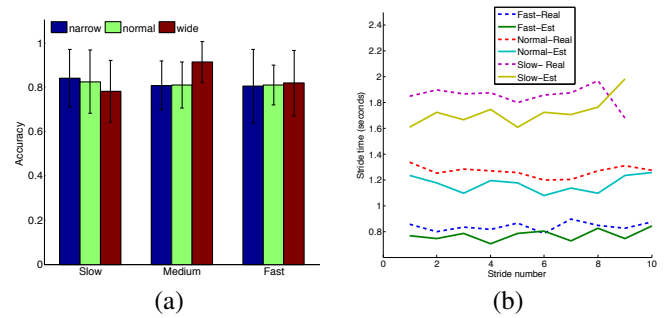 narrow normal wide
1
0.8
0.6
0.4
0.2
0
Accuracy
Slow Medium Fast
(a)
Fast-Real
Fast-Est
Normal-Real
Normal-Est
Slow- Real
Slow-Est
2.4
2.2
2
1.8
1.6
1.4
1.2
1
0.8
Stride time (seconds)
0 2 4 6 8 10
Stride number
(b)